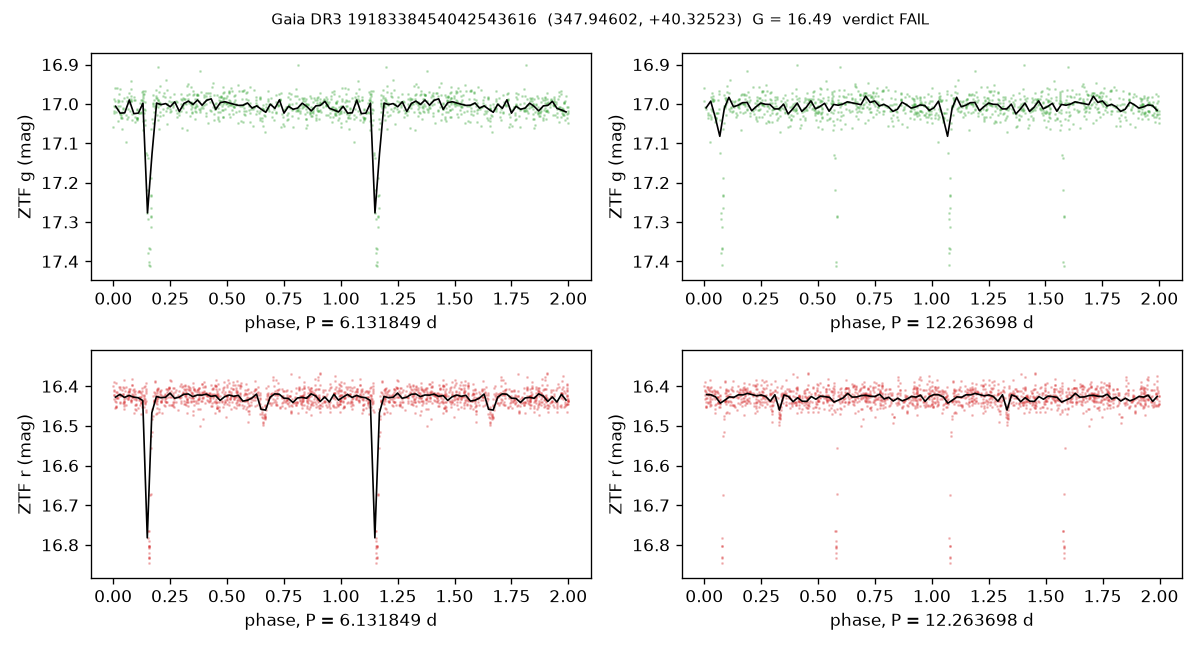 Gaia DR3 1918338454042543616  (347.94602, +40.32523)  G = 16.49  verdict FAIL
ZTF g (mag)
16.9
17.0
17.1
17.2
17.3
17.4
0.00 0.25 0.50 0.75 1.00 1.25 1.50 1.75 2.00
phase, P = 6.131849 d
ZTF g (mag)
16.9
17.0
17.1
17.2
17.3
17.4
0.00 0.25 0.50 0.75 1.00 1.25 1.50 1.75 2.00
phase, P = 12.263698 d
ZTF r (mag)
16.4
16.5
16.6
16.7
16.8
0.00 0.25 0.50 0.75 1.00 1.25 1.50 1.75 2.00
phase, P = 6.131849 d
ZTF r (mag)
16.4
16.5
16.6
16.7
16.8
0.00 0.25 0.50 0.75 1.00 1.25 1.50 1.75 2.00
phase, P = 12.263698 d